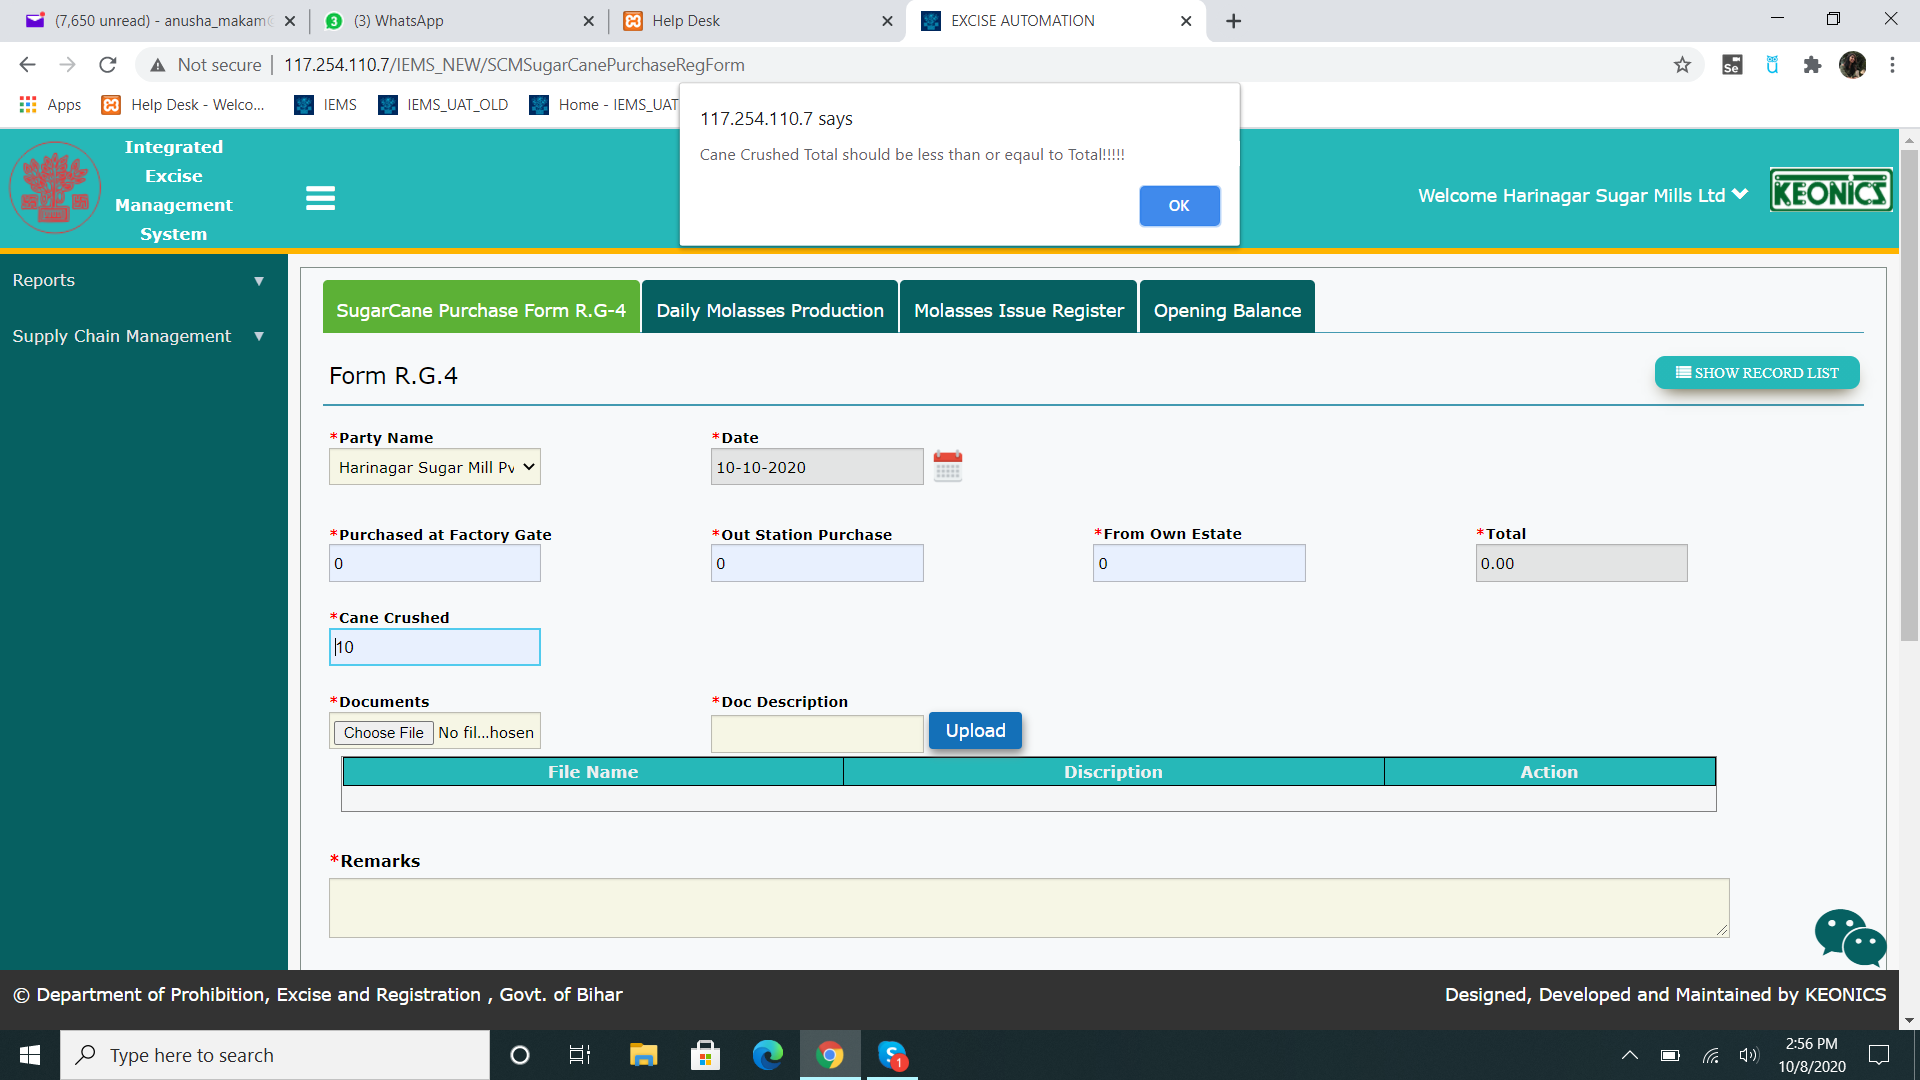 (7,650 unread) - anusha_makam@
3 (3) WhatsApp
Help Desk
EXCISE AUTOMATION
Not secure | 117.254.110.7/IEMS_NEW/SCMSugarCanePurchaseRegForm
Se
Apps
Help Desk - Welco...
IEMS
IEMS_UAT_OLD
Home - IEMS_UAT
117.254.110.7 says
Cane Crushed Total should be less than or eqaul to Total!!!!!
OK
Integrated
Excise
Management
System
Welcome Harinagar Sugar Mills Ltd
KEONICS
Reports
Supply Chain Management
SugarCane Purchase Form R.G-4
Daily Molasses Production
Molasses Issue Register
Opening Balance
Form R.G.4
SHOW RECORD LIST
*Party Name
*Date
Harinagar Sugar Mill Pv
10-10-2020
*Purchased at Factory Gate
*Out Station Purchase
*From Own Estate
*Total
0
0
0
0.00
*Cane Crushed
10
*Documents
*Doc Description
Choose File No fil...hosen
Upload
File Name
Discription
Action
*Remarks
© Department of Prohibition, Excise and Registration , Govt. of Bihar
Designed, Developed and Maintained by KEONICS
Type here to search
S 1
2:56 PM
10/8/2020